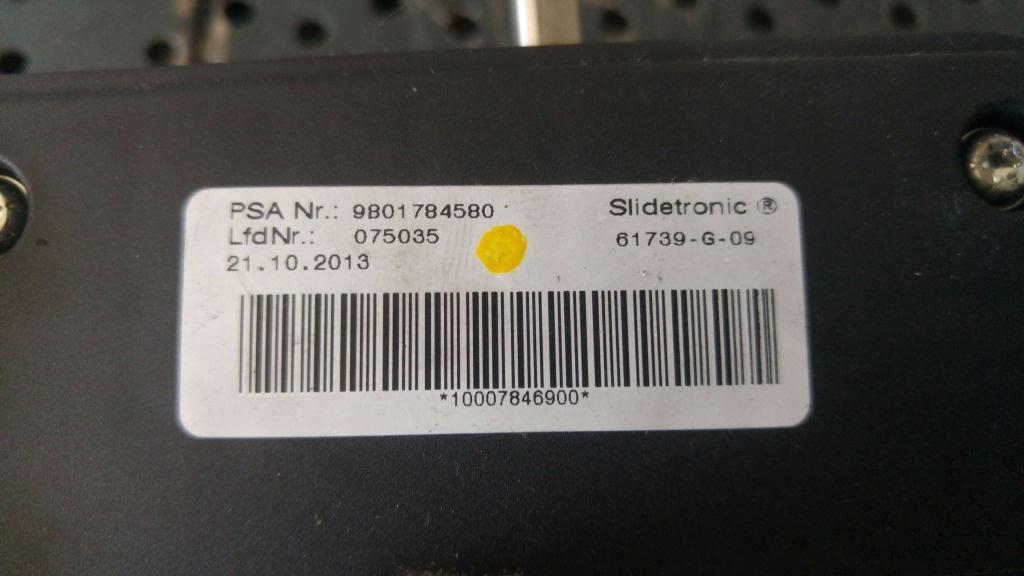 PSA Nr.: 9801784580
Slidetronic ®
LfdNr.: 075035
61739-G-09
21.10.2013
*10007846900*